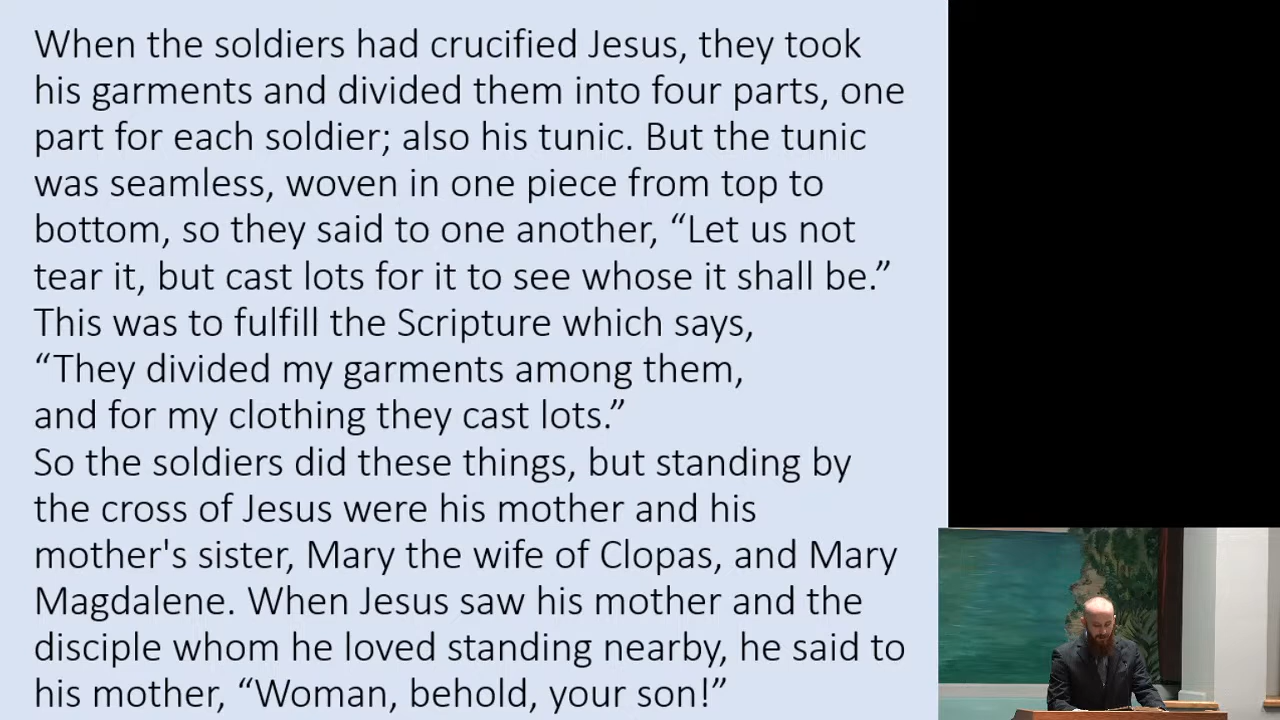 When the soldiers had crucified Jesus, they took
his garments and divided them into four parts, one
part for each soldier; also his tunic. But the tunic
was seamless, woven in one piece from top to
bottom, so they said to one another, “Let us not
tear it, but cast lots for it to see whose it shall be.”
This was to fulfill the Scripture which says,
“They divided my garments among them,
and for my clothing they cast lots.”
So the soldiers did these things, but standing by
the cross of Jesus were his mother and his
mother's sister, Mary the wife of Clopas, and Mary
Magdalene. When Jesus saw his mother and the
disciple whom he loved standing nearby, he said to
his mother, “Woman, behold, your son!”